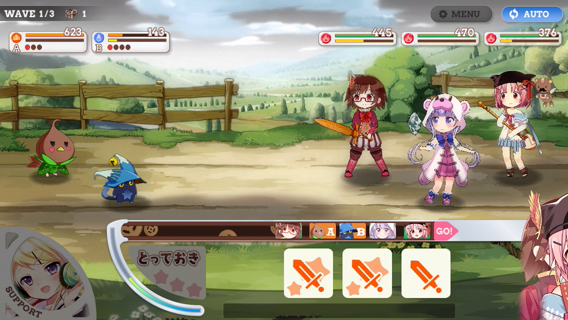 WAVE 1/3 1
MENU
AUTO
623
143
445
470
376
A
B
A B GO!
とっておき
SUPPORT